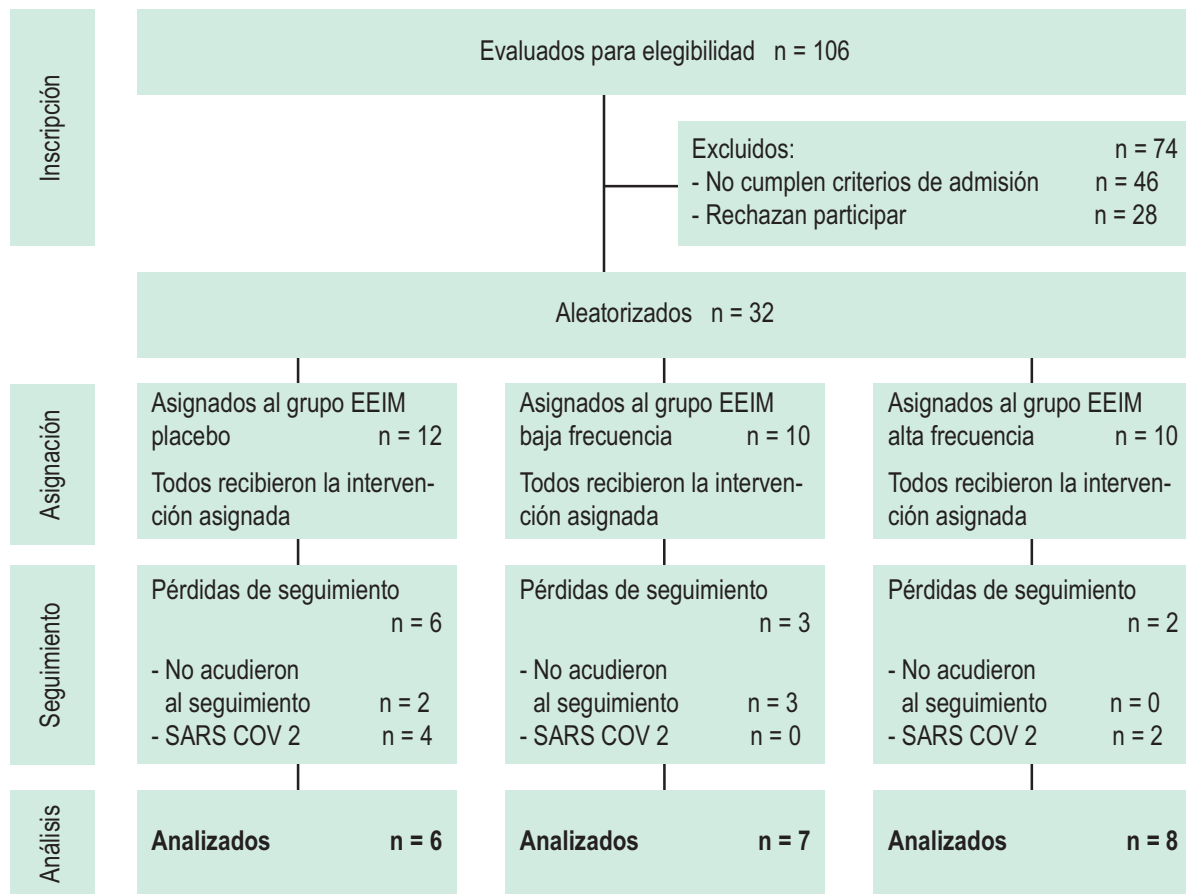 Inscripción
Evaluados para elegibilidad n = 106
Excluidos: n = 74
- No cumplen criterios de admisión n = 46
- Rechazan participar n = 28
Aleatorizados n = 32
Asignación
Asignados al grupo EEIM
placebo n = 12
Todos recibieron la interven-
ción asignada
Asignados al grupo EEIM
baja frecuencia n = 10
Todos recibieron la interven-
ción asignada
Asignados al grupo EEIM
alta frecuencia n = 10
Todos recibieron la interven-
ción asignada
Seguimiento
Pérdidas de seguimiento
n = 6
- No acudieron
al seguimiento n = 2
- SARS COV 2 n = 4
Pérdidas de seguimiento
n = 3
- No acudieron
al seguimiento n = 3
- SARS COV 2 n = 0
Pérdidas de seguimiento
n = 2
- No acudieron
al seguimiento n = 0
- SARS COV 2 n = 2
Análisis
Analizados n = 6
Analizados n = 7
Analizados n = 8